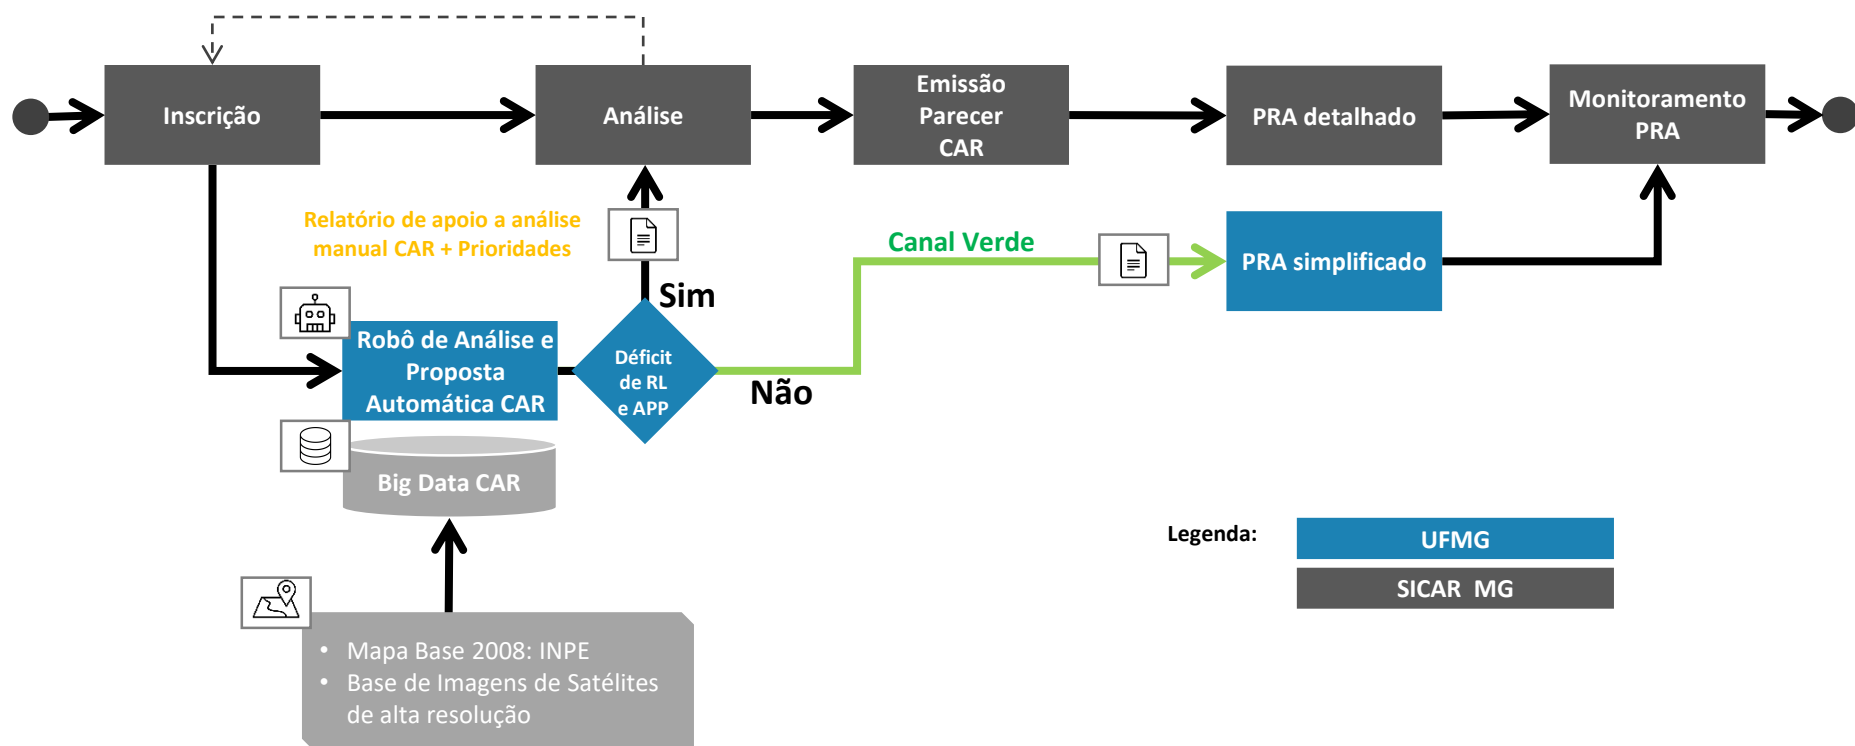 Inscrição
Análise
Emissão
Parecer
CAR
PRA detalhado
Monitoramento
PRA
Relatório de apoio a análise
manual CAR + Prioridades
Canal Verde
PRA simplificado
Sim
Robô de Análise e
Proposta
Automática CAR
Déficit
de RL
e APP
Não
Big Data CAR
Legenda:
UFMG
SICAR MG
• Mapa Base 2008: INPE
• Base de Imagens de Satélites
de alta resolução